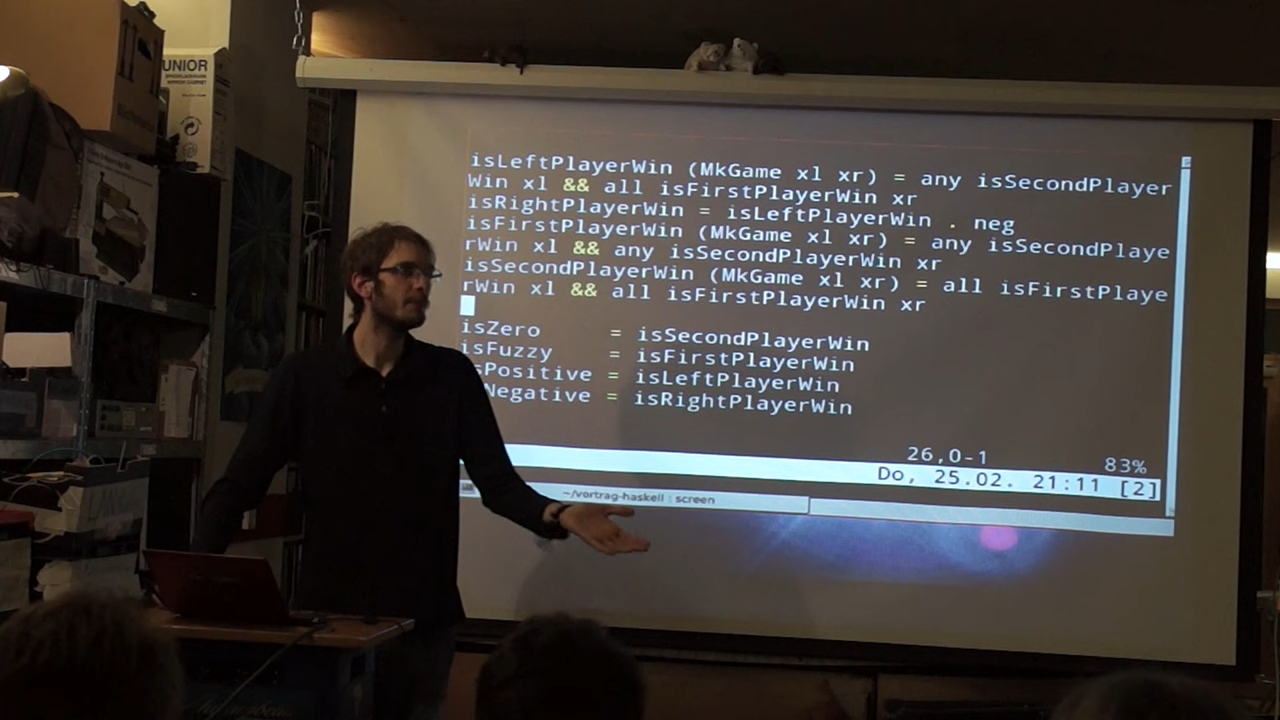 UNIOR
isLeftPlayerWin (MkGame xl xr) = any isSecondPlayer
Win xl && all isFirstPlayerWin xr
isRightPlayerWin = isLeftPlayerWin . neg
isFirstPlayerWin (MkGame xl xr) = any isSecondPlaye
rWin xl && any isSecondPlayerWin xr
isSecondPlayerWin (MkGame xl xr) = all isFirstPlaye
rWin xl && all isFirstPlayerWin xr
isZero = isSecondPlayerWin
isFuzzy = isFirstPlayerWin
sPositive = isLeftPlayerWin
Negative = isRightPlayerWin
26,0-1 83%
Do, 25.02. 21:11 [2]
~/vortrag-haskell : screen